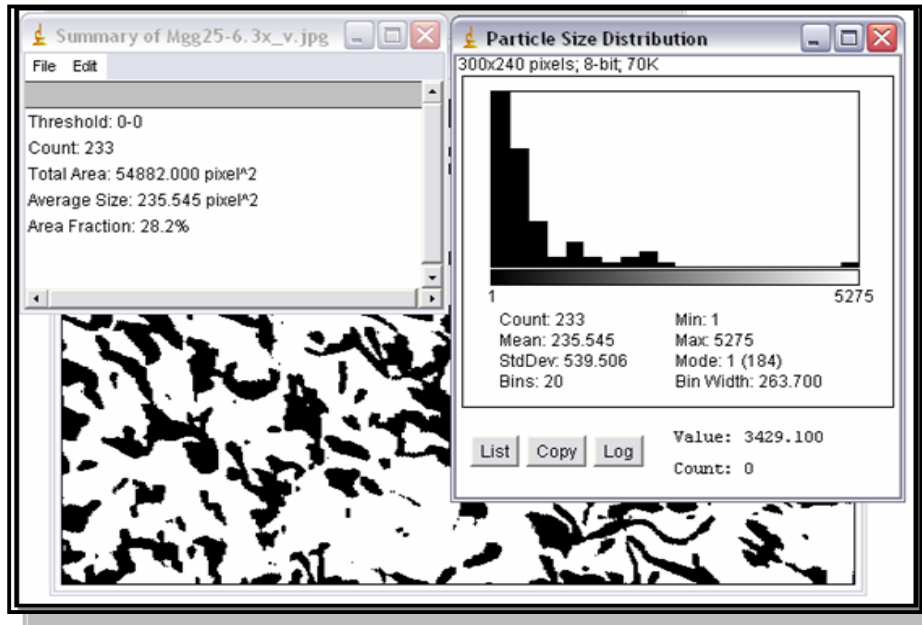 Summary of Mgg25-6.3x_v.jpg
File Edit
Threshold: 0-0
Count: 233
Total Area: 54882.000 pixel^2
Average Size: 235.545 pixel^2
Area Fraction: 28.2%
Particle Size Distribution
300x240 pixels; 8-bit; 70K
1 5275
Count: 233 Min: 1
Mean: 235.545 Max: 5275
StdDev: 539.506 Mode: 1 (184)
Bins: 20 Bin Width: 263.700
List Copy Log Value: 3429.100
Count: 0